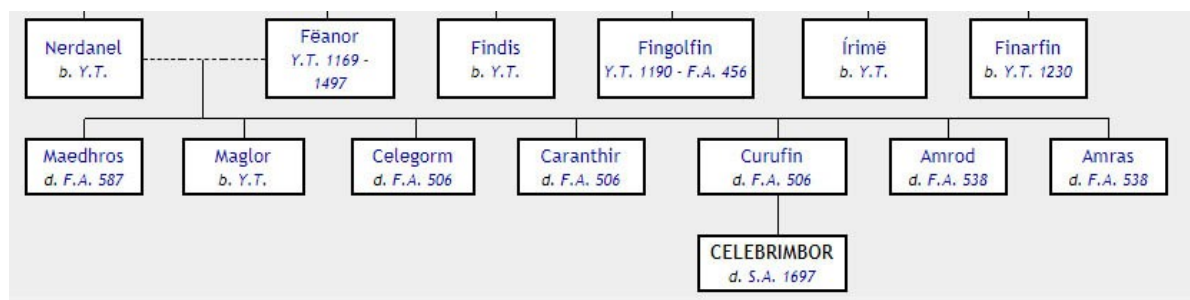 Nerdanel
b. Y.T.
Fëanor
Y.T. 1169 -
1497
Findis
b. Y.T.
Fingolfin
Y.T. 1190 - F.A. 456
Írimë
b. Y.T.
Finarfin
b. Y.T. 1230
Maedhros
d. F.A. 587
Maglor
b. Y.T.
Celegorm
d. F.A. 506
Caranthir
d. F.A. 506
Curufin
d. F.A. 506
Amrod
d. F.A. 538
Amras
d. F.A. 538
CELEBRIMBOR
d. S.A. 1697